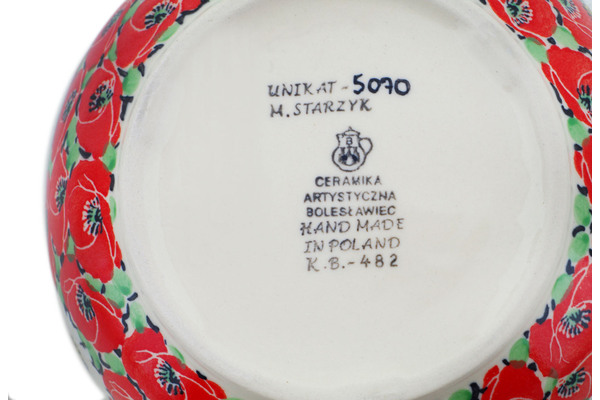 UNIKAT-5070
M. STARZYK
B
CERAMIKA
ARTYSTYCZNA
BOLESŁAWIEC
HAND MADE
IN POLAND
K.B.-482